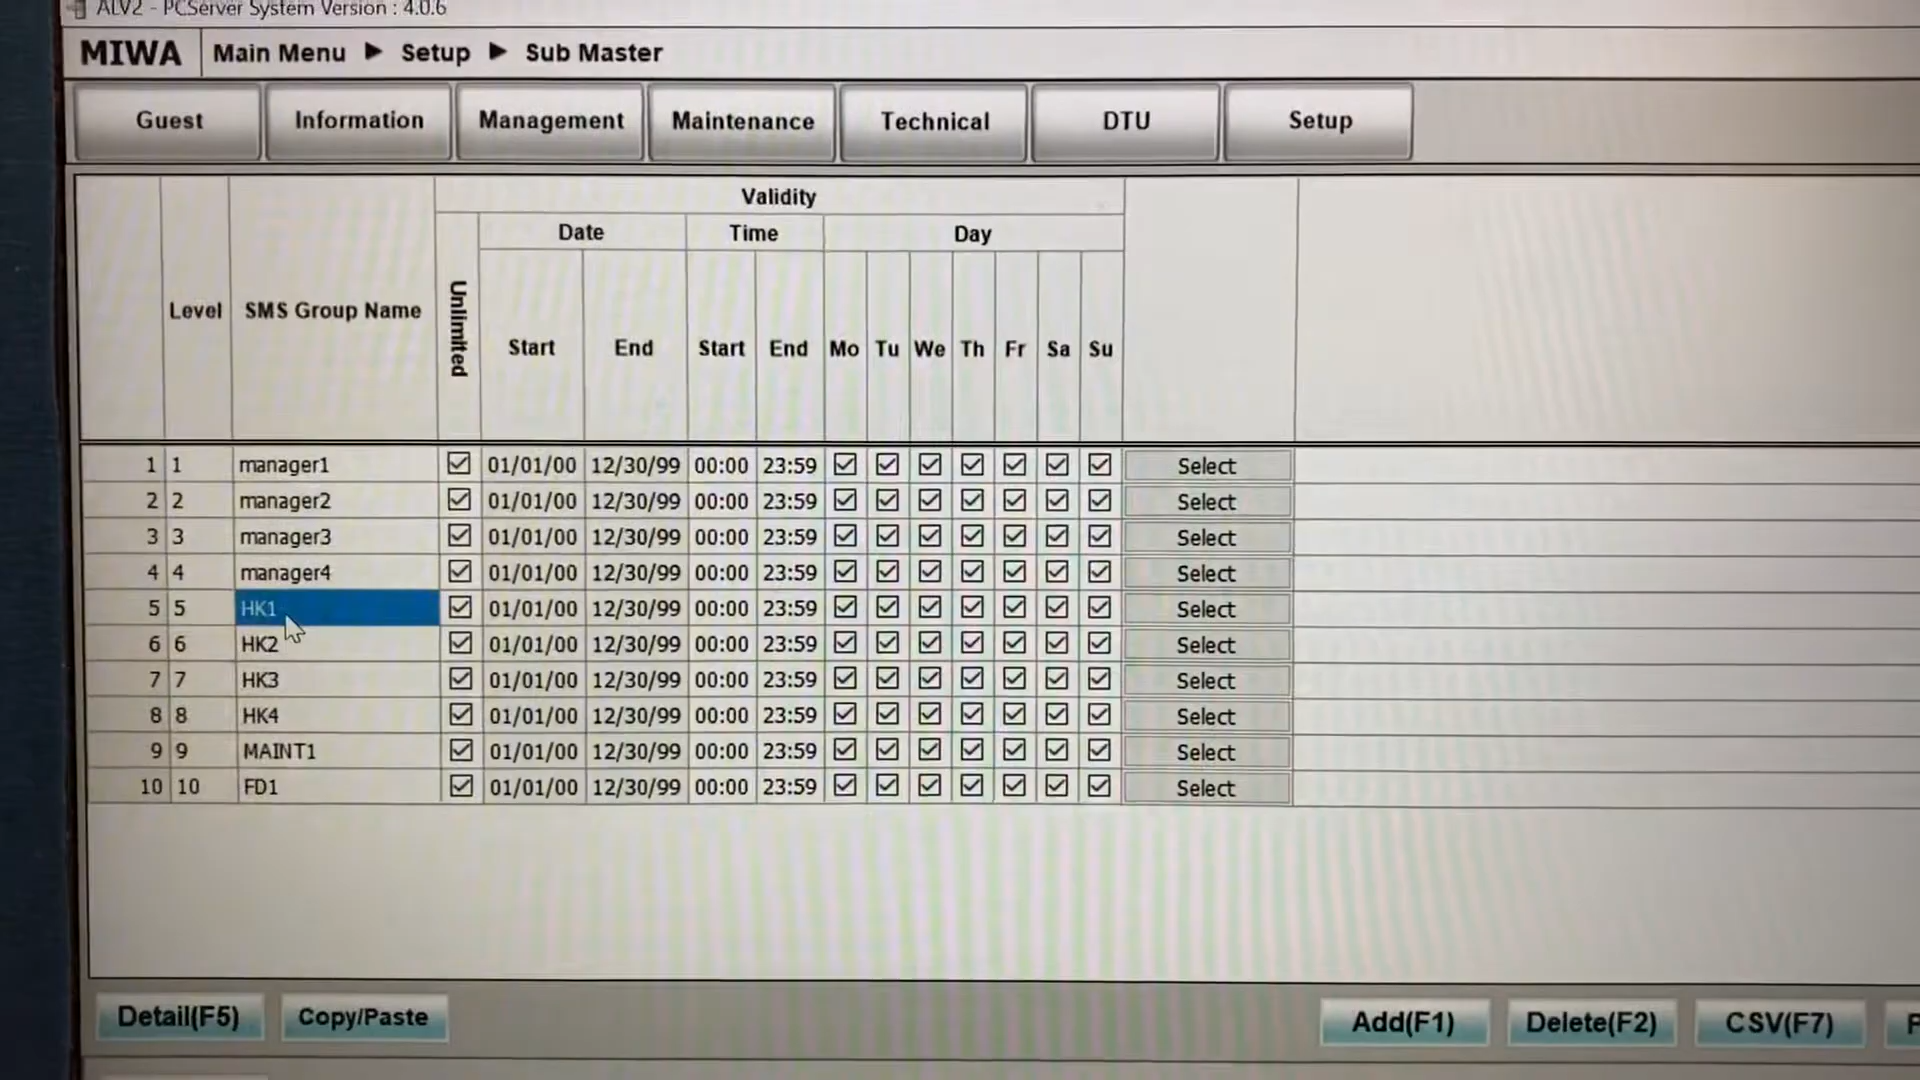 ALV2 - PCServer System Version : 4.0.6
MIWA Main Menu ▶ Setup ▶ Sub Master
Guest Information Management Maintenance Technical DTU Setup
Validity
Date Time Day
Level SMS Group Name Unlimited Start End Start End Mo Tu We Th Fr Sa Su
1 1 manager1 01/01/00 12/30/99 00:00 23:59 Select
2 2 manager2 01/01/00 12/30/99 00:00 23:59 Select
3 3 manager3 01/01/00 12/30/99 00:00 23:59 Select
4 4 manager4 01/01/00 12/30/99 00:00 23:59 Select
5 5 HK1 01/01/00 12/30/99 00:00 23:59 Select
6 6 HK2 01/01/00 12/30/99 00:00 23:59 Select
7 7 HK3 01/01/00 12/30/99 00:00 23:59 Select
8 8 HK4 01/01/00 12/30/99 00:00 23:59 Select
9 9 MAINT1 01/01/00 12/30/99 00:00 23:59 Select
10 10 FD1 01/01/00 12/30/99 00:00 23:59 Select
Detail(F5) Copy/Paste Add(F1) Delete(F2) CSV(F7)